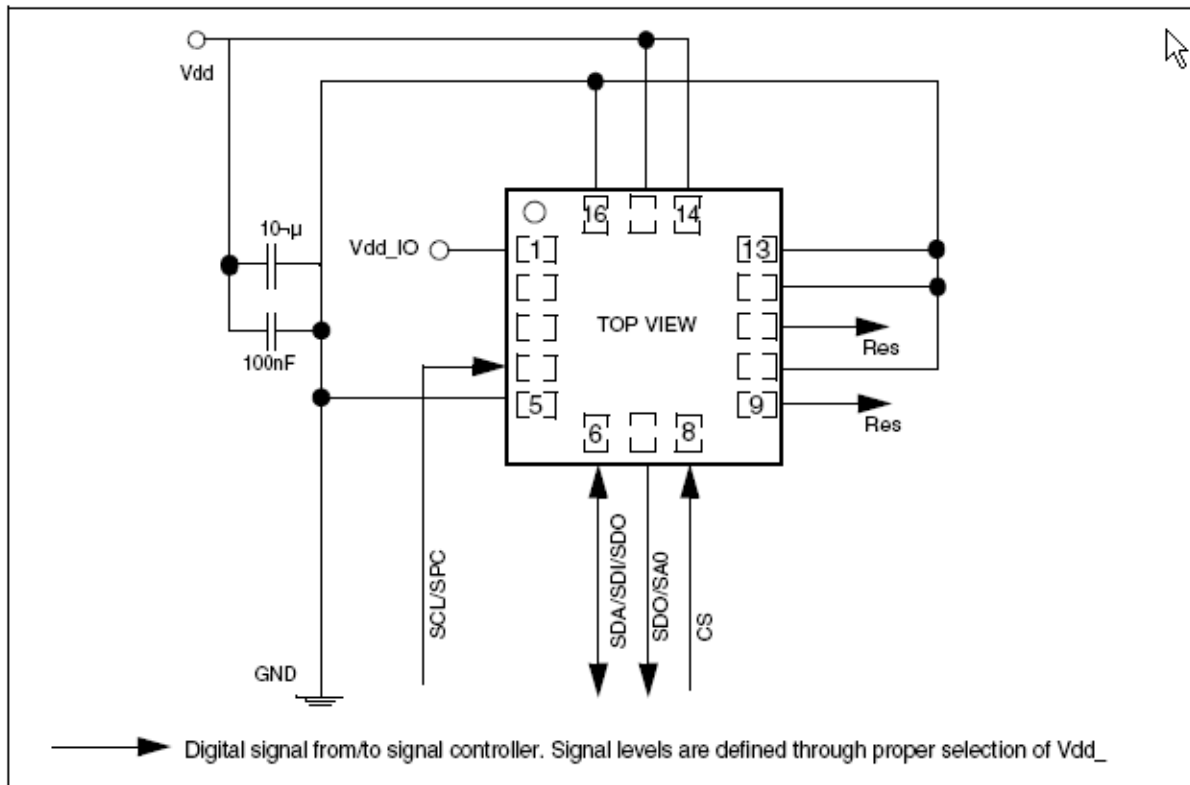 Vdd
10¬µ
Vdd_IO
100nF
16
14
1
13
TOP VIEW
Res
5
9
Res
6
8
SCL/SPC
SDA/SDI/SDO
SDO/SA0
CS
GND
Digital signal from/to signal controller. Signal levels are defined through proper selection of Vdd_